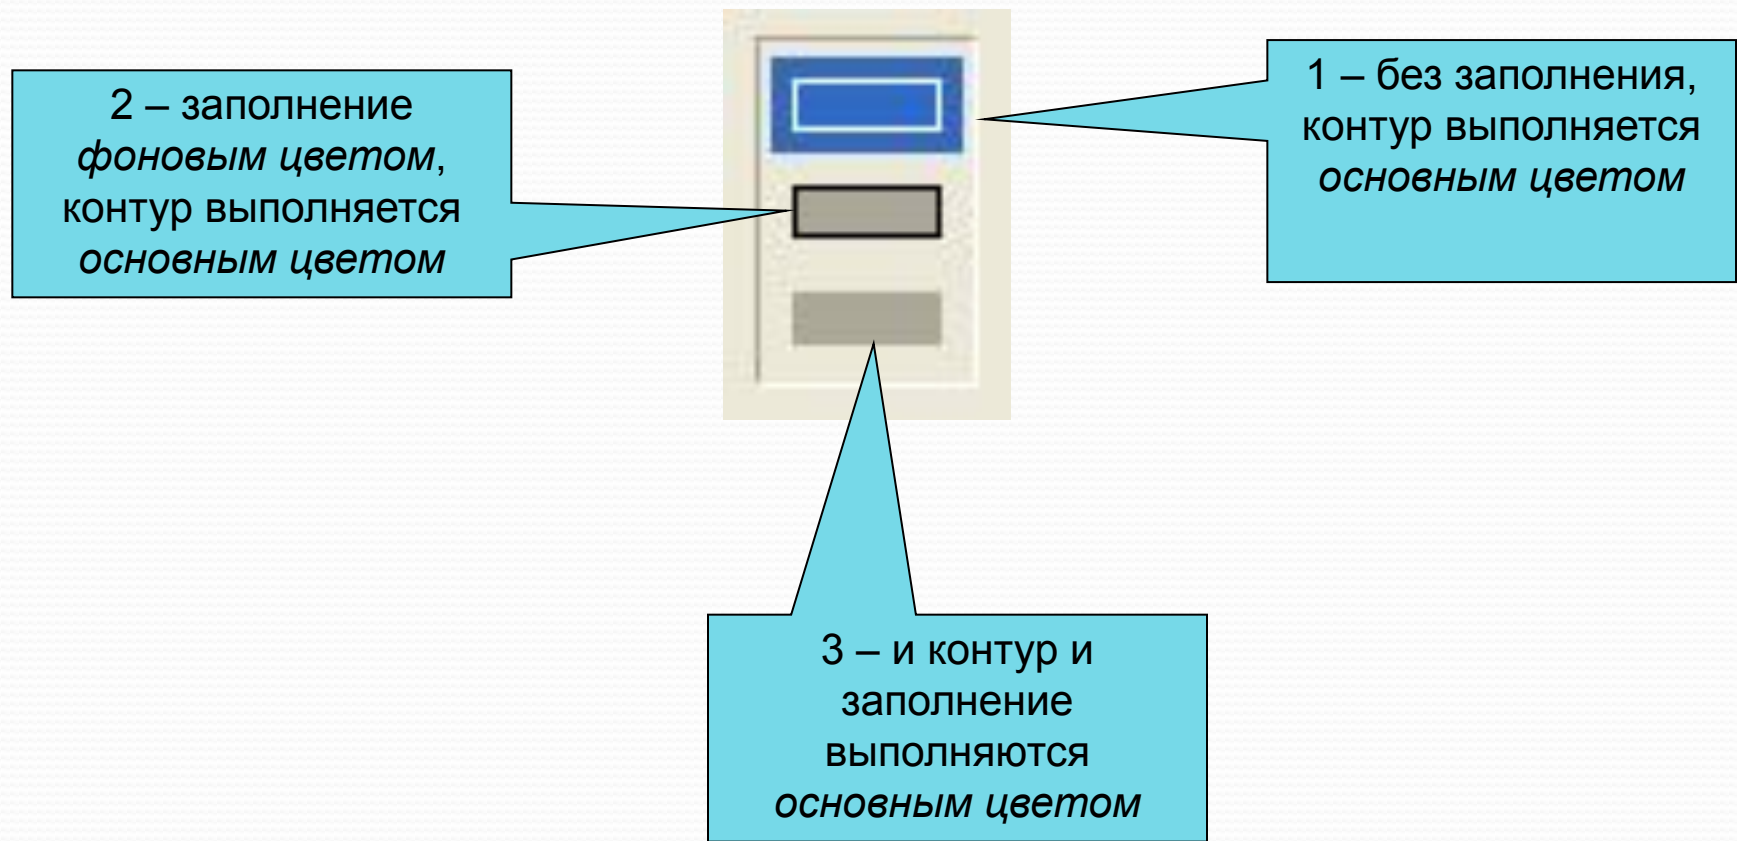 2 – заполнение
фоновым цветом,
контур выполняется
основным цветом
1 – без заполнения,
контур выполняется
основным цветом
3 – и контур и
заполнение
выполняются
основным цветом